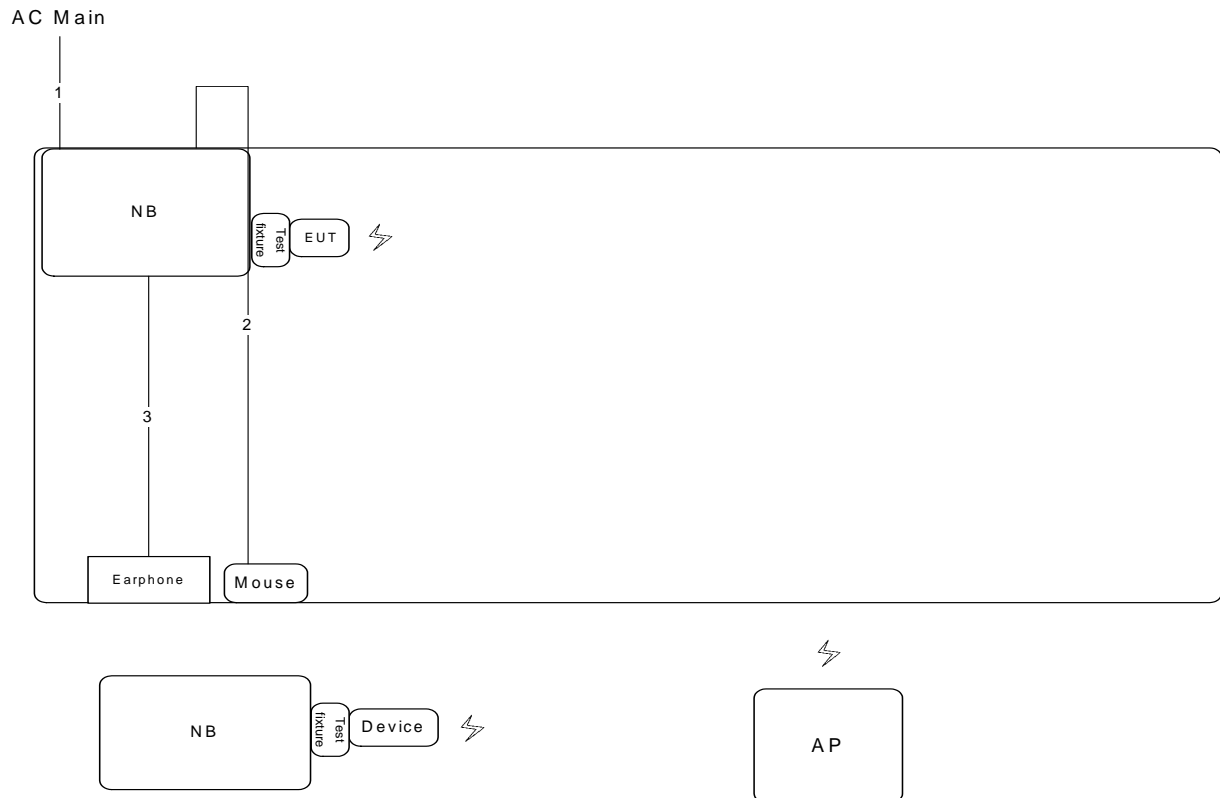 AC Main
1
NB
Test
fixture
EUT
2
3
Earphone
Mouse
NB
Test
fixture
Device
AP